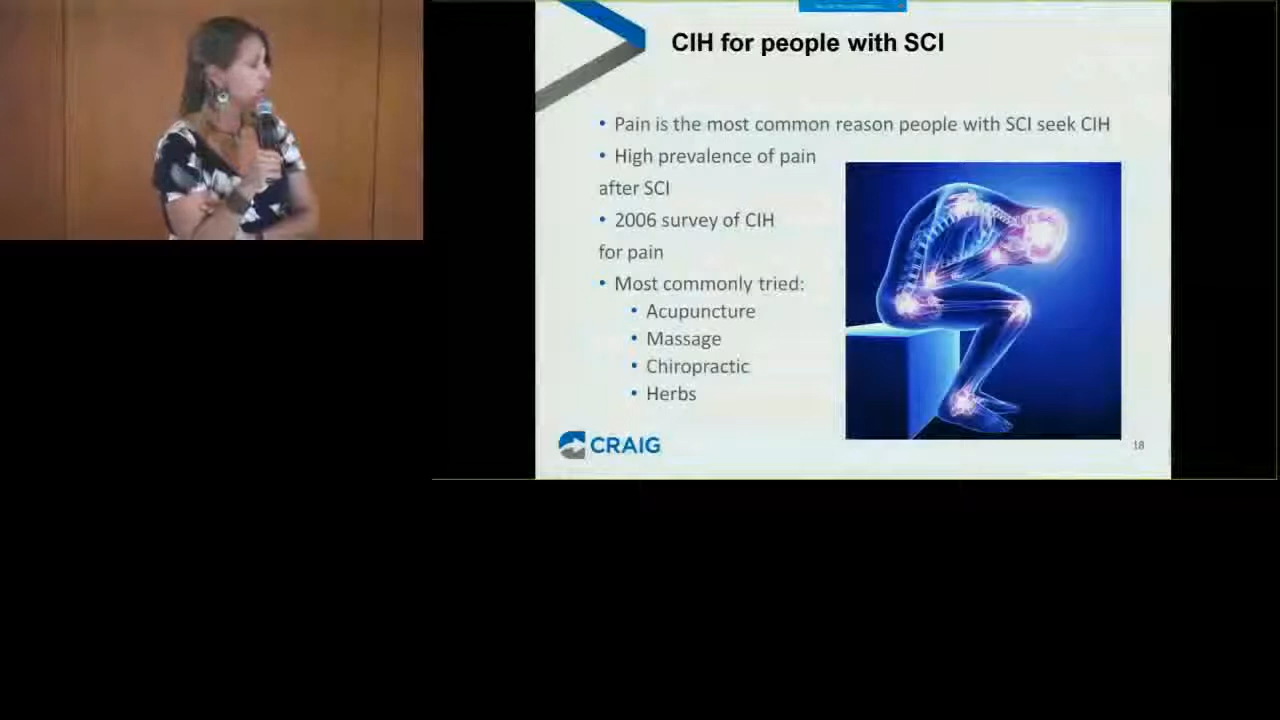 CIH for people with SCI
• Pain is the most common reason people with SCI seek CIH
• High prevalence of pain
after SCI
• 2006 survey of CIH
for pain
• Most commonly tried:
• Acupuncture
• Massage
• Chiropractic
• Herbs
CRAIG
18